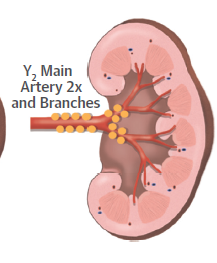 Y₂ Main
Artery 2x
and Branches